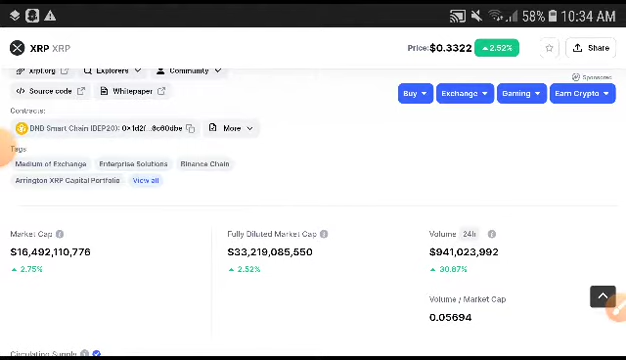 58% 10:34 AM
XRP XRP Price: $0.3322 2.52% Share
xrpl.org Explorers Community
Sponsored
Source code Whitepaper
Buy Exchange Gaming Earn Crypto
Contracts:
BNB Smart Chain (BEP20): 0x1d2f...8c60dbe More
Tags
Medium of Exchange Enterprise Solutions Binance Chain
Arrington XRP Capital Portfolio View all
Market Cap Fully Diluted Market Cap Volume 24h
$16,492,110,776 $33,219,085,550 $941,023,992
2.75% 2.52% 30.67%
Volume / Market Cap
0.05694
Circulating Supply